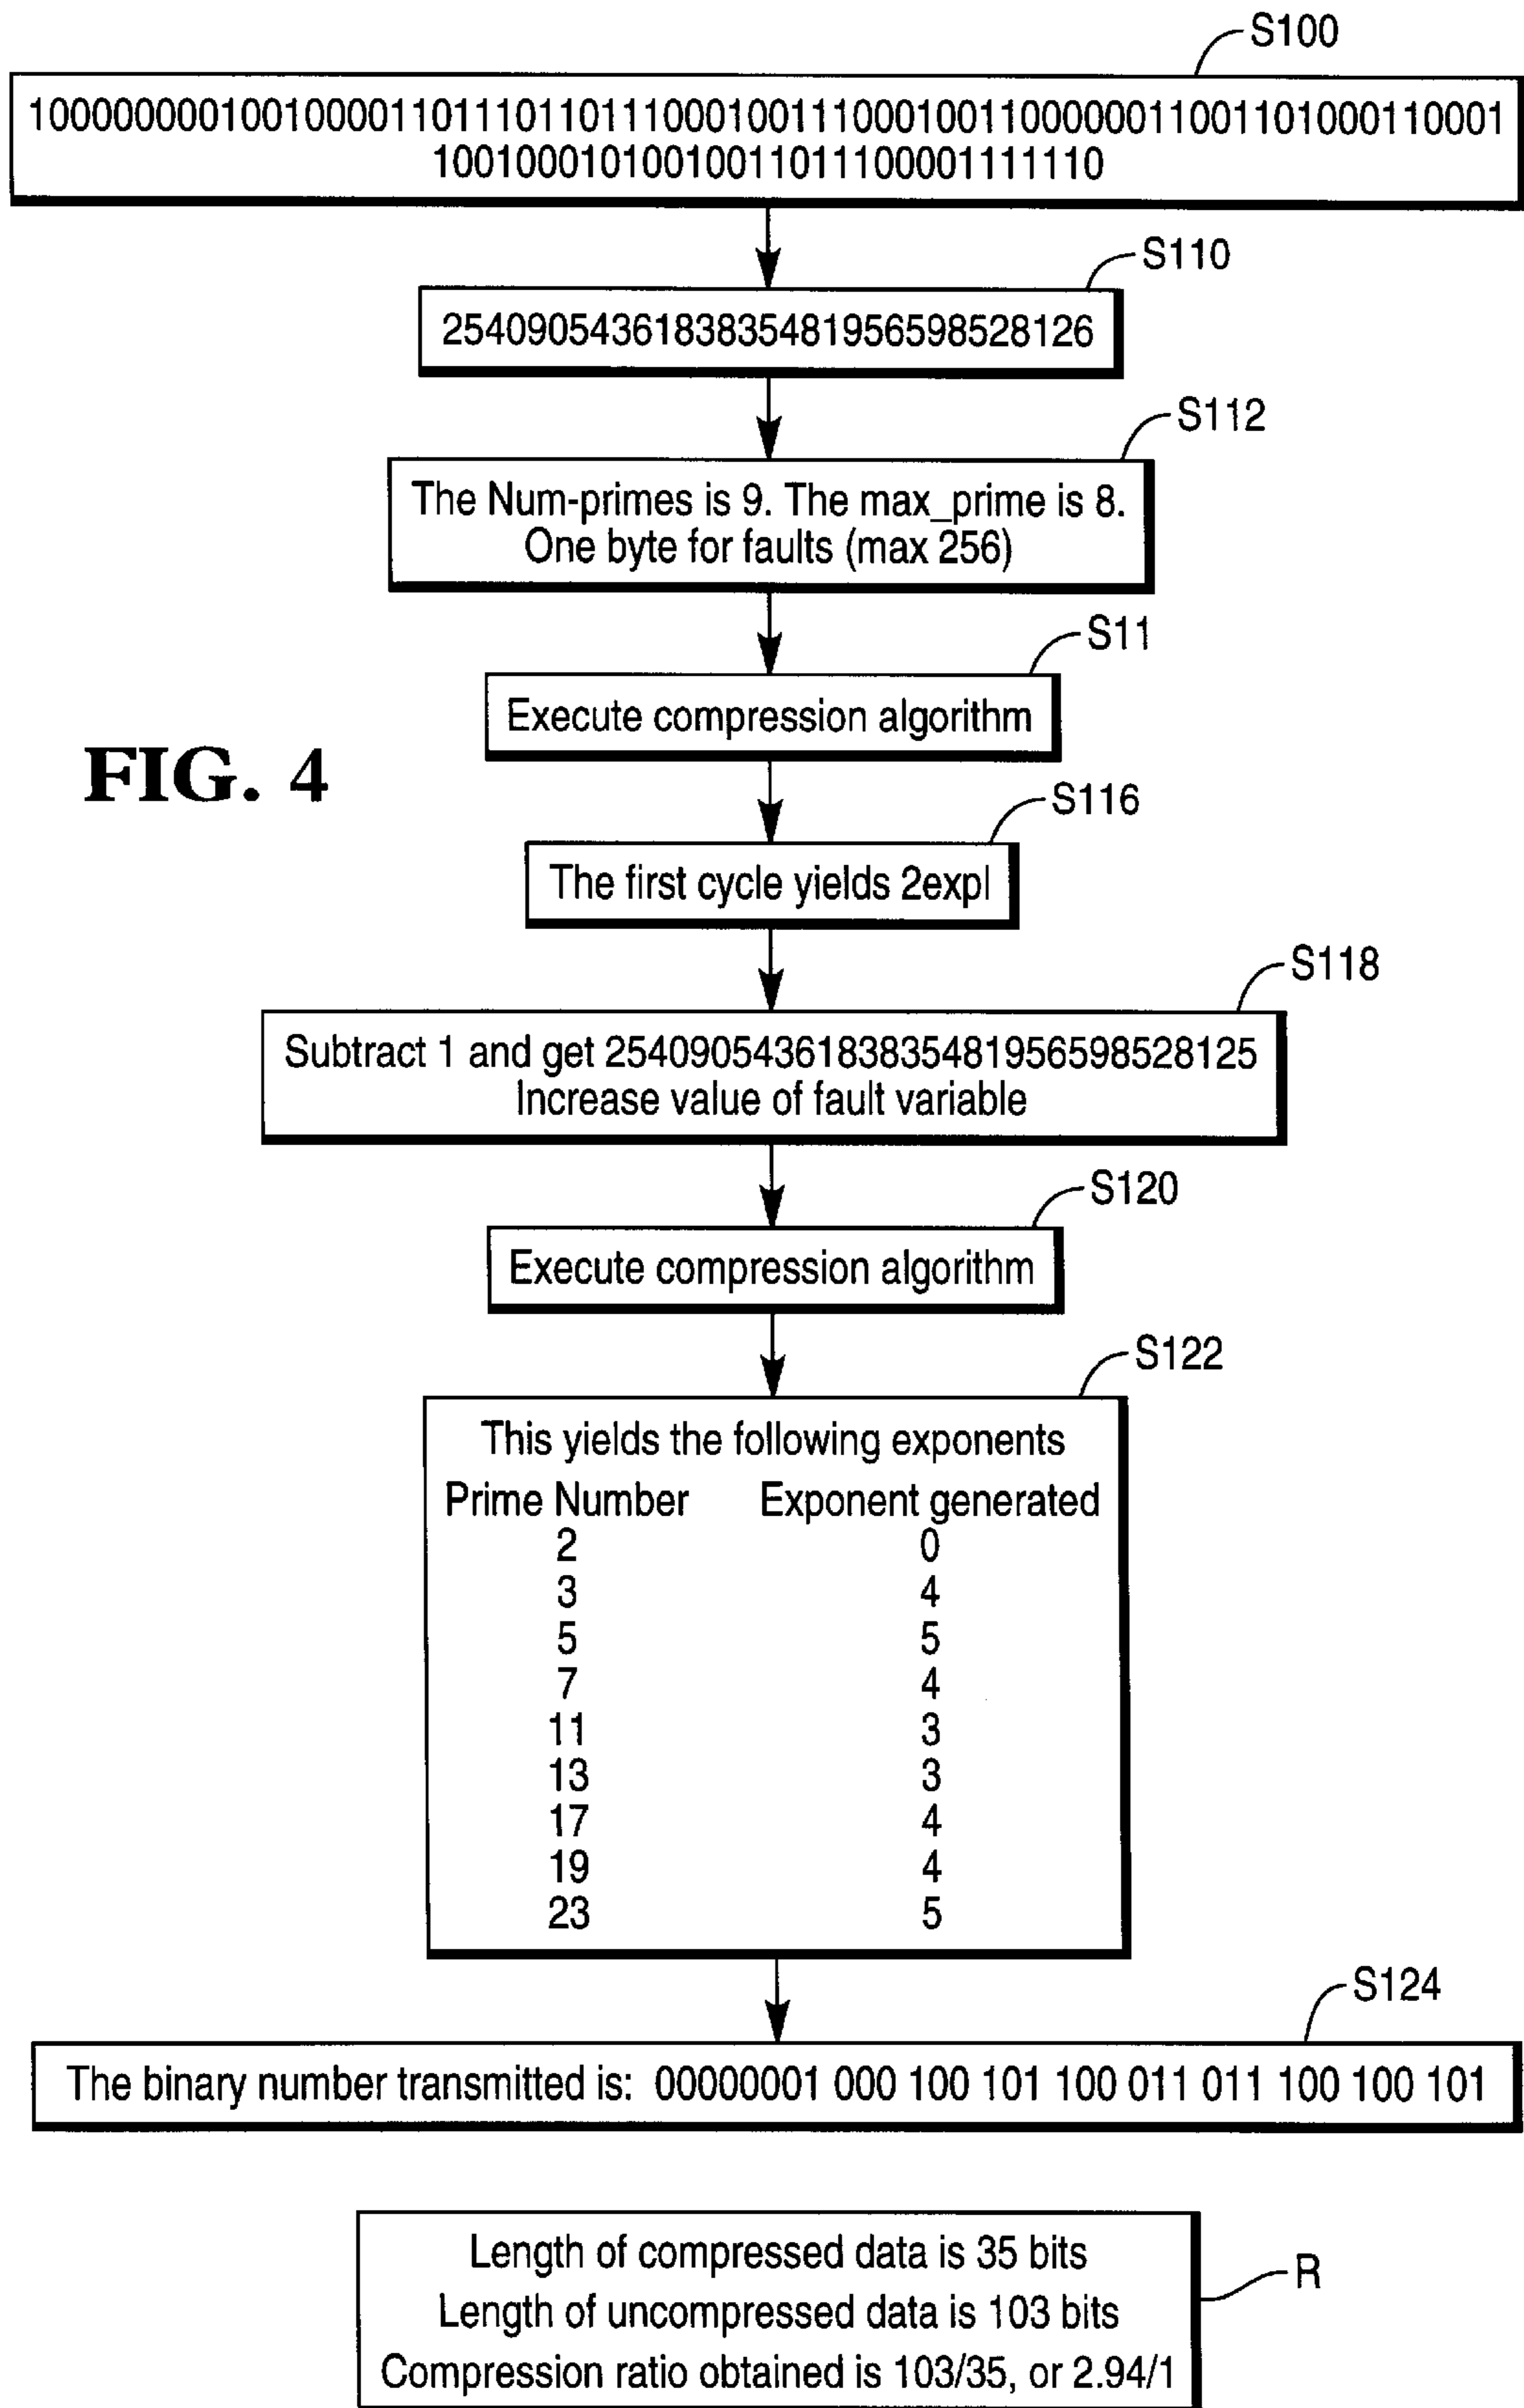 S100
1000000001001000011011101101110001001110001001100000011001101000110001
10010001010010011011100001111110
S110
2540905436183835481956598528126
S112
The Num-primes is 9. The max_prime is 8.
One byte for faults (max 256)
S11
Execute compression algorithm
FIG. 4
S116
The first cycle yields 2expl
S118
Subtract 1 and get 2540905436183835481956598528125
Increase value of fault variable
S120
Execute compression algorithm
S122
This yields the following exponents
Prime Number Exponent generated
2 0
3 4
5 5
7 4
11 3
13 3
17 4
19 4
23 5
S124
The binary number transmitted is: 00000001 000 100 101 100 011 011 100 100 101
Length of compressed data is 35 bits
R
Length of uncompressed data is 103 bits
Compression ratio obtained is 103/35, or 2.94/1